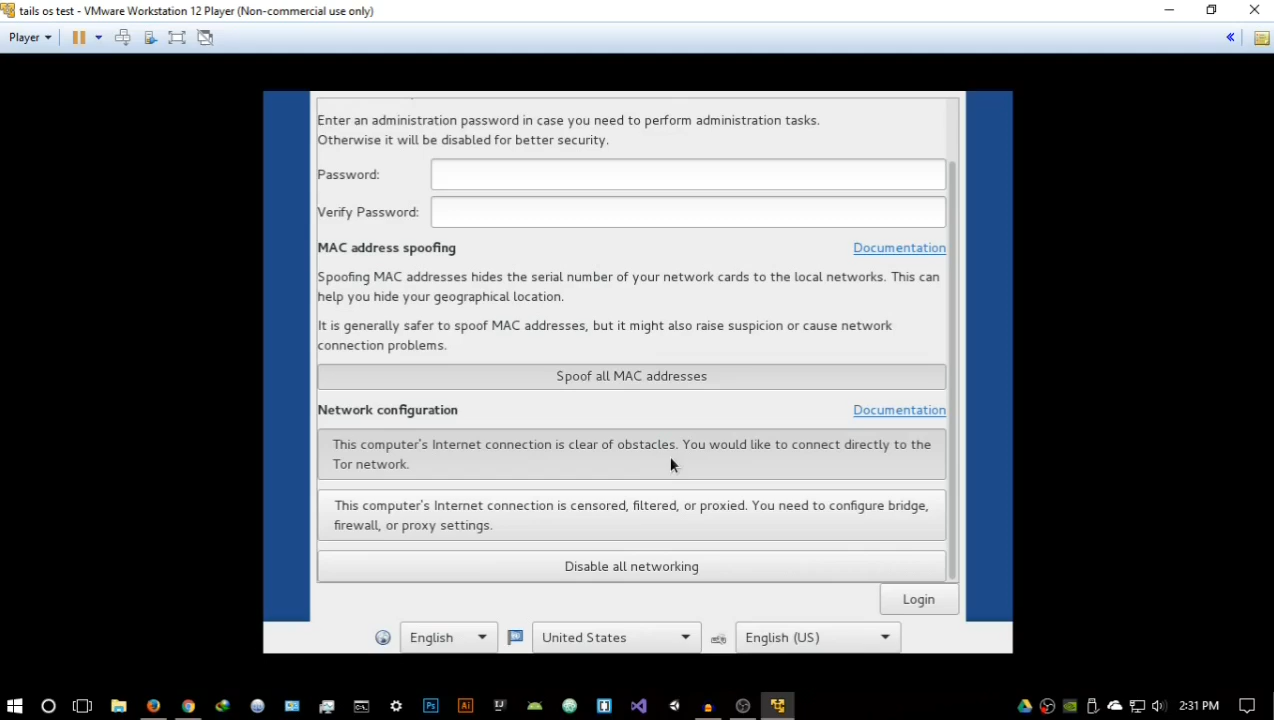 tails os test - VMware Workstation 12 Player (Non-commercial use only)
Player
Enter an administration password in case you need to perform administration tasks.
Otherwise it will be disabled for better security.
Password:
Verify Password:
MAC address spoofing
Documentation
Spoofing MAC addresses hides the serial number of your network cards to the local networks. This can
help you hide your geographical location.
It is generally safer to spoof MAC addresses, but it might also raise suspicion or cause network
connection problems.
Spoof all MAC addresses
Network configuration
Documentation
This computer's Internet connection is clear of obstacles. You would like to connect directly to the
Tor network.
This computer's Internet connection is censored, filtered, or proxied. You need to configure bridge,
firewall, or proxy settings.
Disable all networking
Login
English
United States
English (US)
Ps
Ai
IJ
2:31 PM